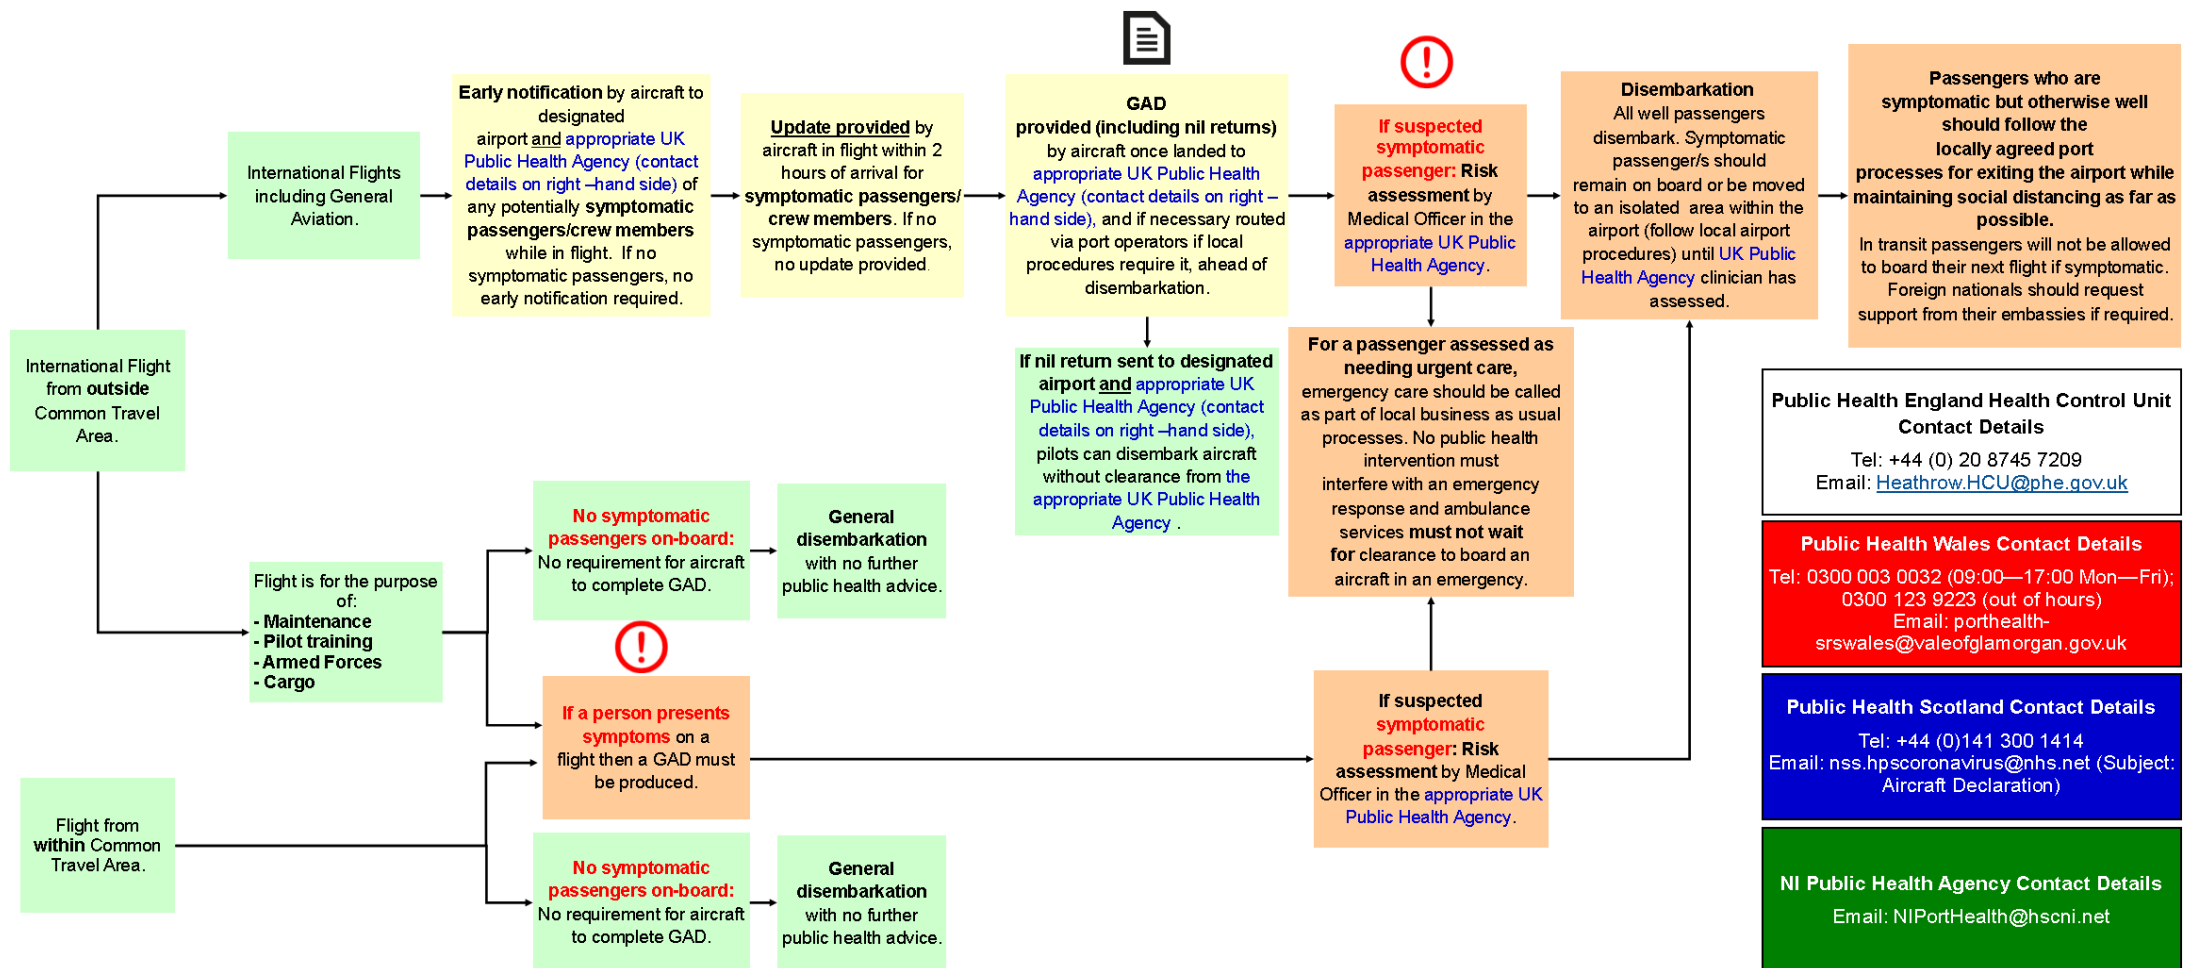 International Flight
from outside
Common Travel
Area.
International Flights
including General
Aviation.
Early notification by aircraft to
designated
airport and appropriate UK
Public Health Agency (contact
details on right –hand side) of
any potentially symptomatic
passengers/crew members
while in flight. If no
symptomatic passengers, no
early notification required.
Update provided by
aircraft in flight within 2
hours of arrival for
symptomatic passengers/
crew members. If no
symptomatic passengers,
no update provided.
GAD
provided (including nil returns)
by aircraft once landed to
appropriate UK Public Health
Agency (contact details on right –
hand side), and if necessary routed
via port operators if local
procedures require it, ahead of
disembarkation.
If nil return sent to designated
airport and appropriate UK
Public Health Agency (contact
details on right –hand side),
pilots can disembark aircraft
without clearance from the
appropriate UK Public Health
Agency .
If suspected
symptomatic
passenger: Risk
assessment by
Medical Officer in the
appropriate UK Public
Health Agency.
For a passenger assessed as
needing urgent care,
emergency care should be called
as part of local business as usual
processes. No public health
intervention must
interfere with an emergency
response and ambulance
services must not wait
for clearance to board an
aircraft in an emergency.
Disembarkation
All well passengers
disembark. Symptomatic
passenger/s should
remain on board or be moved
to an isolated area within the
airport (follow local airport
procedures) until UK Public
Health Agency clinician has
assessed.
Passengers who are
symptomatic but otherwise well
should follow the
locally agreed port
processes for exiting the airport while
maintaining social distancing as far as
possible.
In transit passengers will not be allowed
to board their next flight if symptomatic.
Foreign nationals should request
support from their embassies if required.
Flight is for the purpose
of:
- Maintenance
- Pilot training
- Armed Forces
- Cargo
No symptomatic
passengers on-board:
No requirement for aircraft
to complete GAD.
General
disembarkation
with no further
public health advice.
If a person presents
symptoms on a
flight then a GAD must
be produced.
If suspected
symptomatic
passenger: Risk
assessment by Medical
Officer in the appropriate UK
Public Health Agency.
Flight from
within Common
Travel Area.
No symptomatic
passengers on-board:
No requirement for aircraft
to complete GAD.
General
disembarkation
with no further
public health advice.
Public Health England Health Control Unit
Contact Details
Tel: +44 (0) 20 8745 7209
Email: Heathrow.HCU@phe.gov.uk
Public Health Wales Contact Details
Tel: 0300 003 0032 (09:00—17:00 Mon—Fri);
0300 123 9223 (out of hours)
Email: porthealth-
srswales@valeofglamorgan.gov.uk
Public Health Scotland Contact Details
Tel: +44 (0)141 300 1414
Email: nss.hpscoronavirus@nhs.net (Subject:
Aircraft Declaration)
NI Public Health Agency Contact Details
Email: NIPortHealth@hscni.net